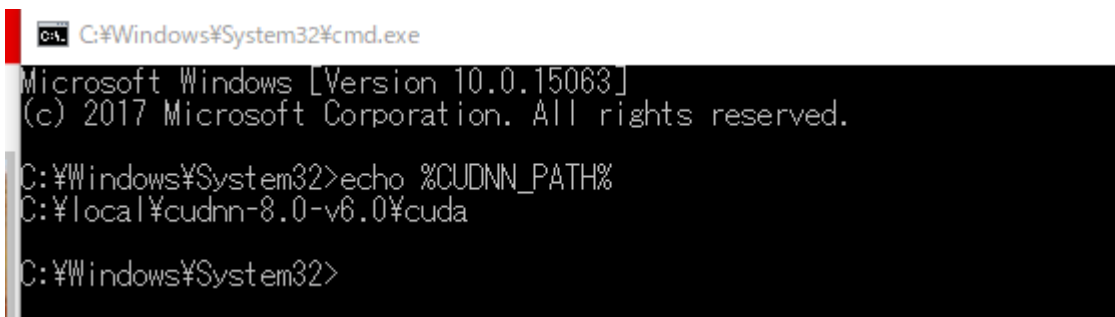 C:¥Windows¥System32¥cmd.exe
Microsoft Windows [Version 10.0.15063]
(c) 2017 Microsoft Corporation. All rights reserved.
C:¥Windows¥System32>echo %CUDNN_PATH%
C:¥local¥cudnn-8.0-v6.0¥cuda
C:¥Windows¥System32>